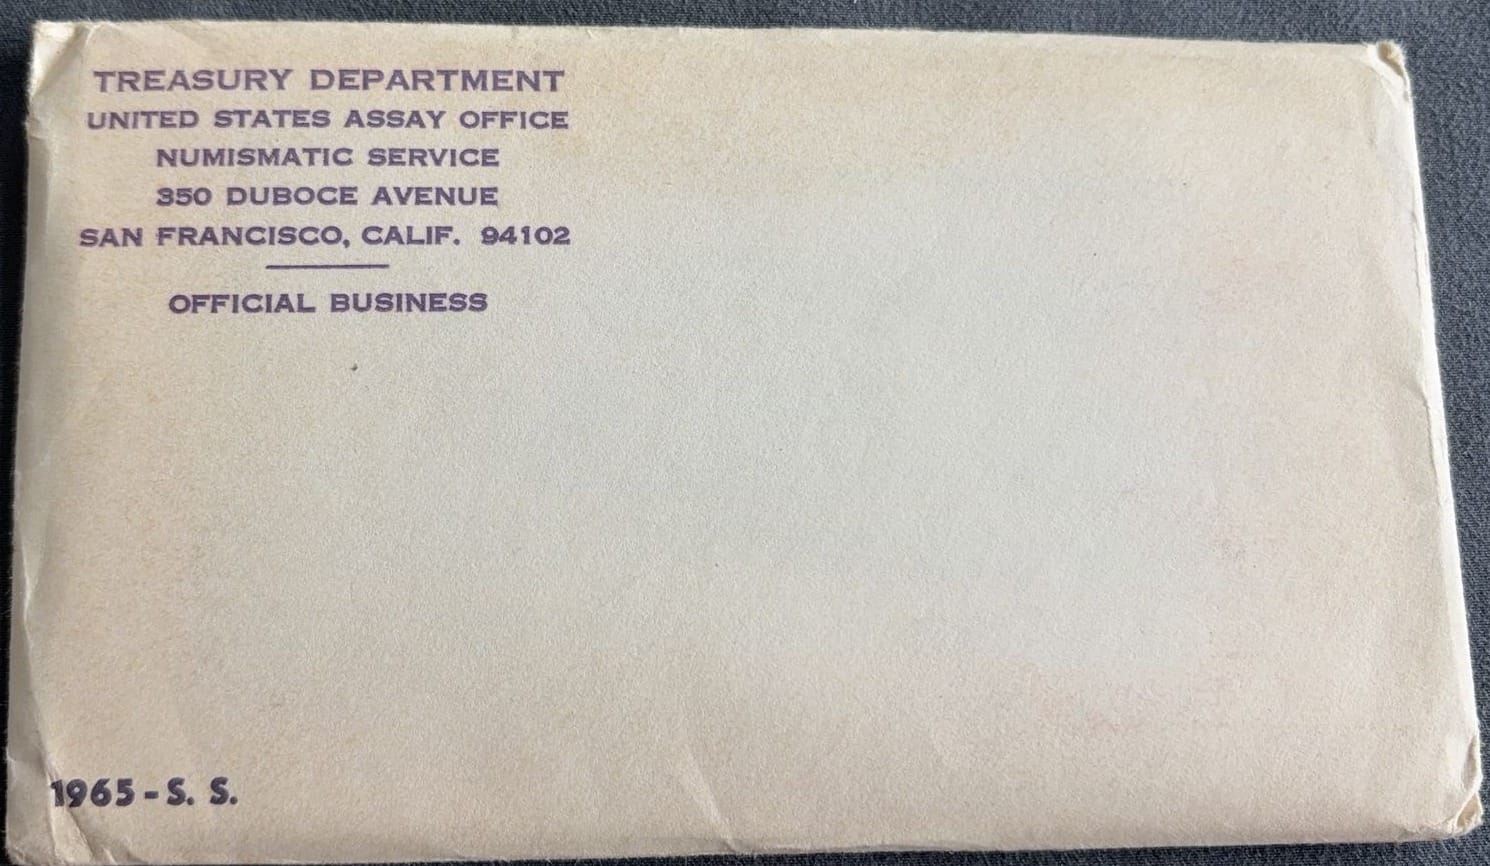 TREASURY DEPARTMENT
UNITED STATES ASSAY OFFICE
NUMISMATIC SERVICE
350 DUBOCE AVENUE
SAN FRANCISCO, CALIF. 94102
OFFICIAL BUSINESS
1965 - S. S.